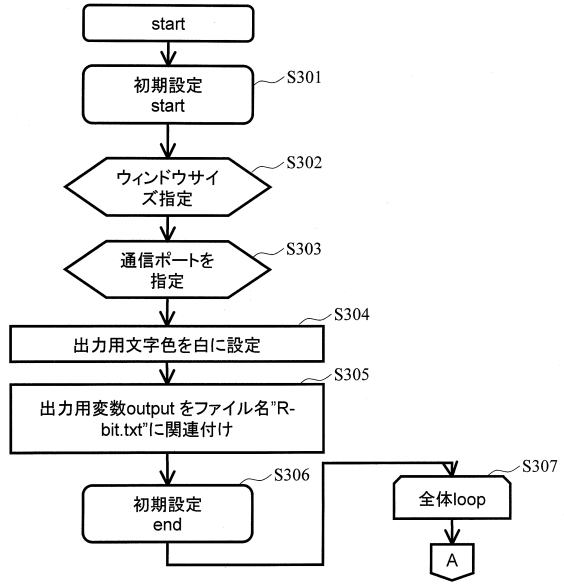 start
初期設定
start
S301
ウィンドウサイ
ズ指定
S302
通信ポートを
指定
S303
出力用文字色を白に設定
S304
出力用変数output をファイル名”R-
bit.txt”に関連付け
S305
初期設定
end
S306
全体loop
S307
A